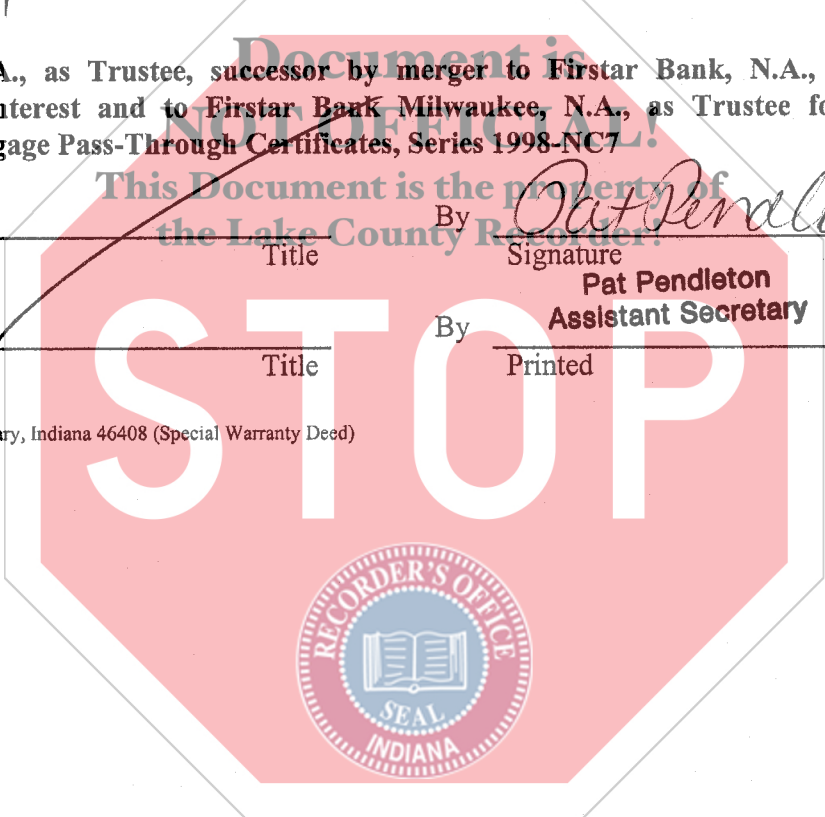 Document is
A., as Trustee, successor by merger to Firstar Bank, N.A.,
nterest and to Firstar Bank Milwaukee, N.A., as Trustee fo
NOT OFFICIAL!
gage Pass-Through Certificates, Series 1998-NC7
This Document is the property of
the Lake County Recorder!
By Pat Pendle
Title Signature
Pat Pendleton
Assistant Secretary
By
Title Printed
ary, Indiana 46408 (Special Warranty Deed)
STOP
RECORDER'S OFFICE
SEAL
INDIANA